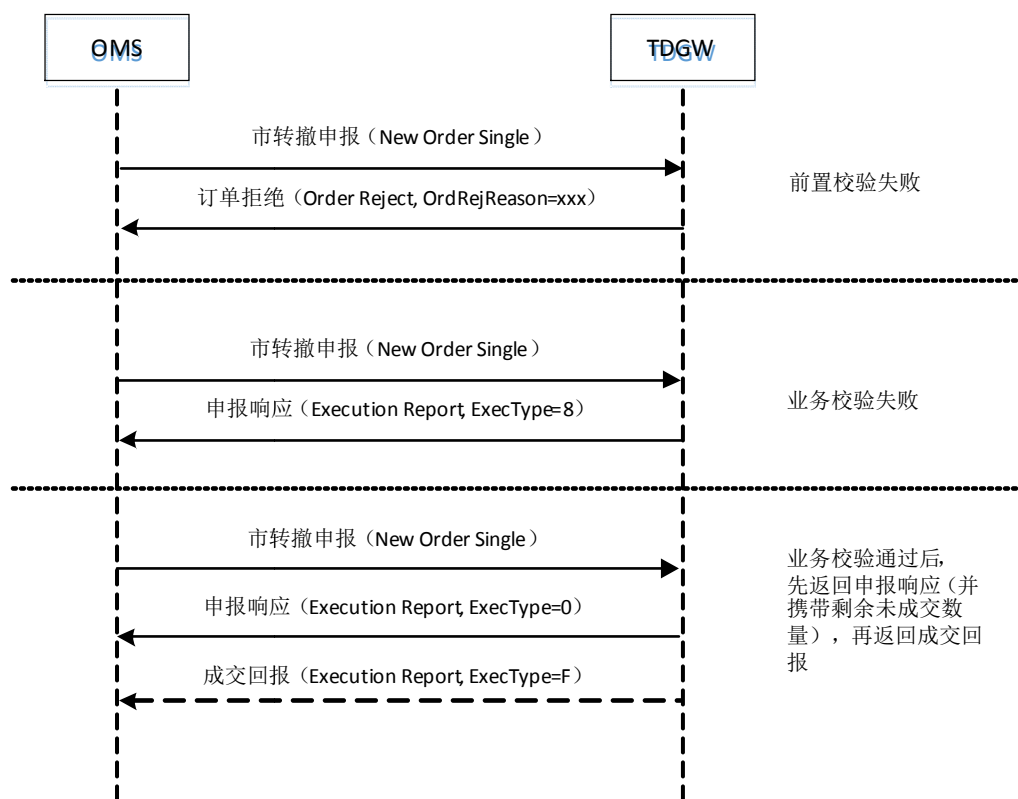 OMS
TDGW
市转撤申报（New Order Single）
订单拒绝（Order Reject, OrdRejReason=xxx）
前置校验失败
市转撤申报（New Order Single）
申报响应（Execution Report, ExecType=8）
业务校验失败
市转撤申报（New Order Single）
申报响应（Execution Report, ExecType=0）
成交回报（Execution Report, ExecType=F）
业务校验通过后，
先返回申报响应（并
携带剩余未成交数
量），再返回成交回
报